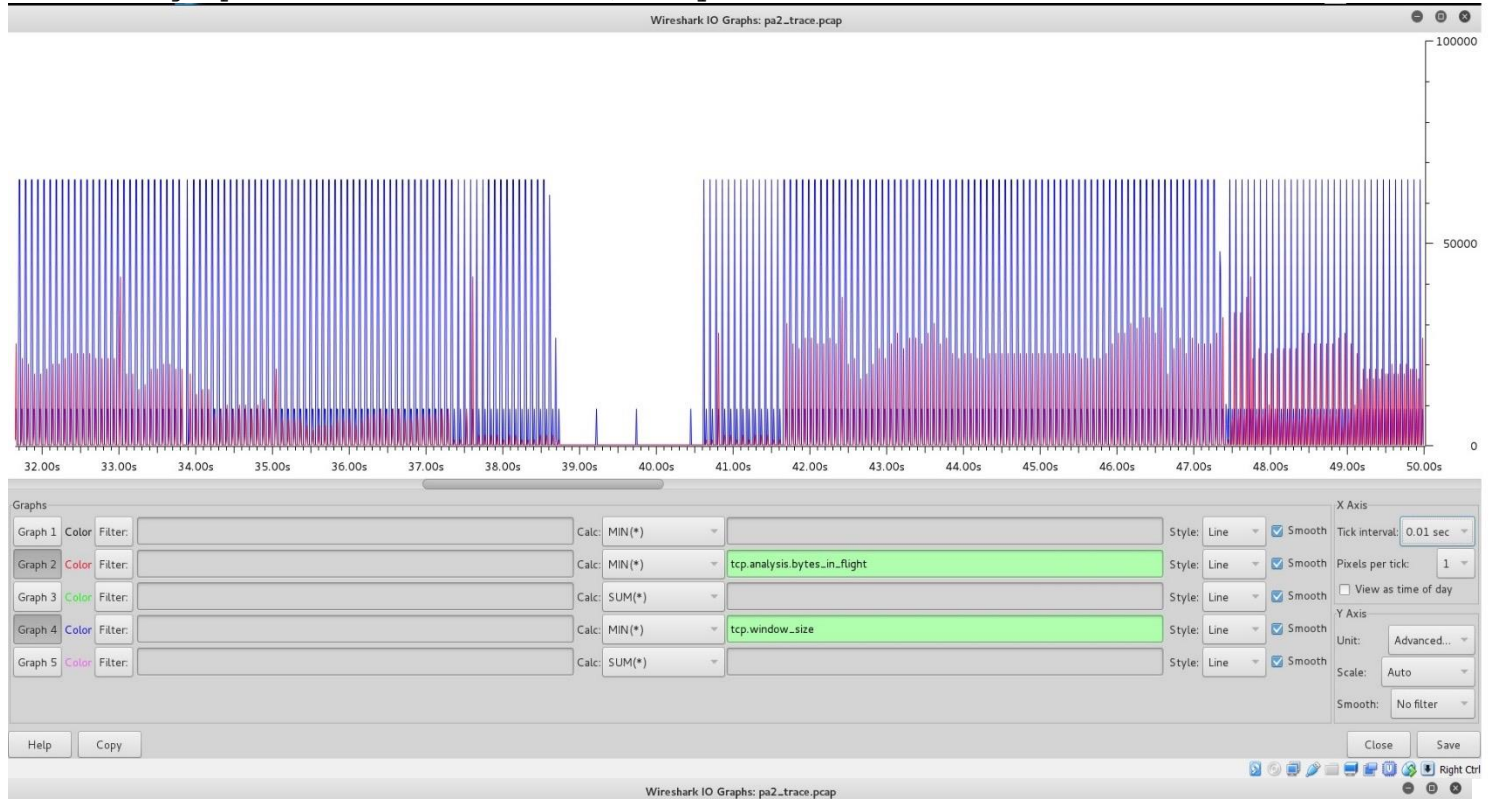 Wireshark IO Graphs: pa2_trace.pcap
100000
50000
0
32.00s 33.00s 34.00s 35.00s 36.00s 37.00s 38.00s 39.00s 40.00s 41.00s 42.00s 43.00s 44.00s 45.00s 46.00s 47.00s 48.00s 49.00s 50.00s
Graphs
Graph 1 Color Filter: Calc: MIN(*) Style: Line Smooth
Graph 2 Color Filter: Calc: MIN(*) tcp.analysis.bytes_in_flight Style: Line Smooth
Graph 3 Color Filter: Calc: SUM(*) Style: Line Smooth
Graph 4 Color Filter: Calc: MIN(*) tcp.window_size Style: Line Smooth
Graph 5 Color Filter: Calc: SUM(*) Style: Line Smooth
X Axis
Tick interval: 0.01 sec
Pixels per tick: 1
View as time of day
Y Axis
Unit: Advanced...
Scale: Auto
Smooth: No filter
Help Copy Close Save
Right Ctrl
Wireshark IO Graphs: pa2_trace.pcap